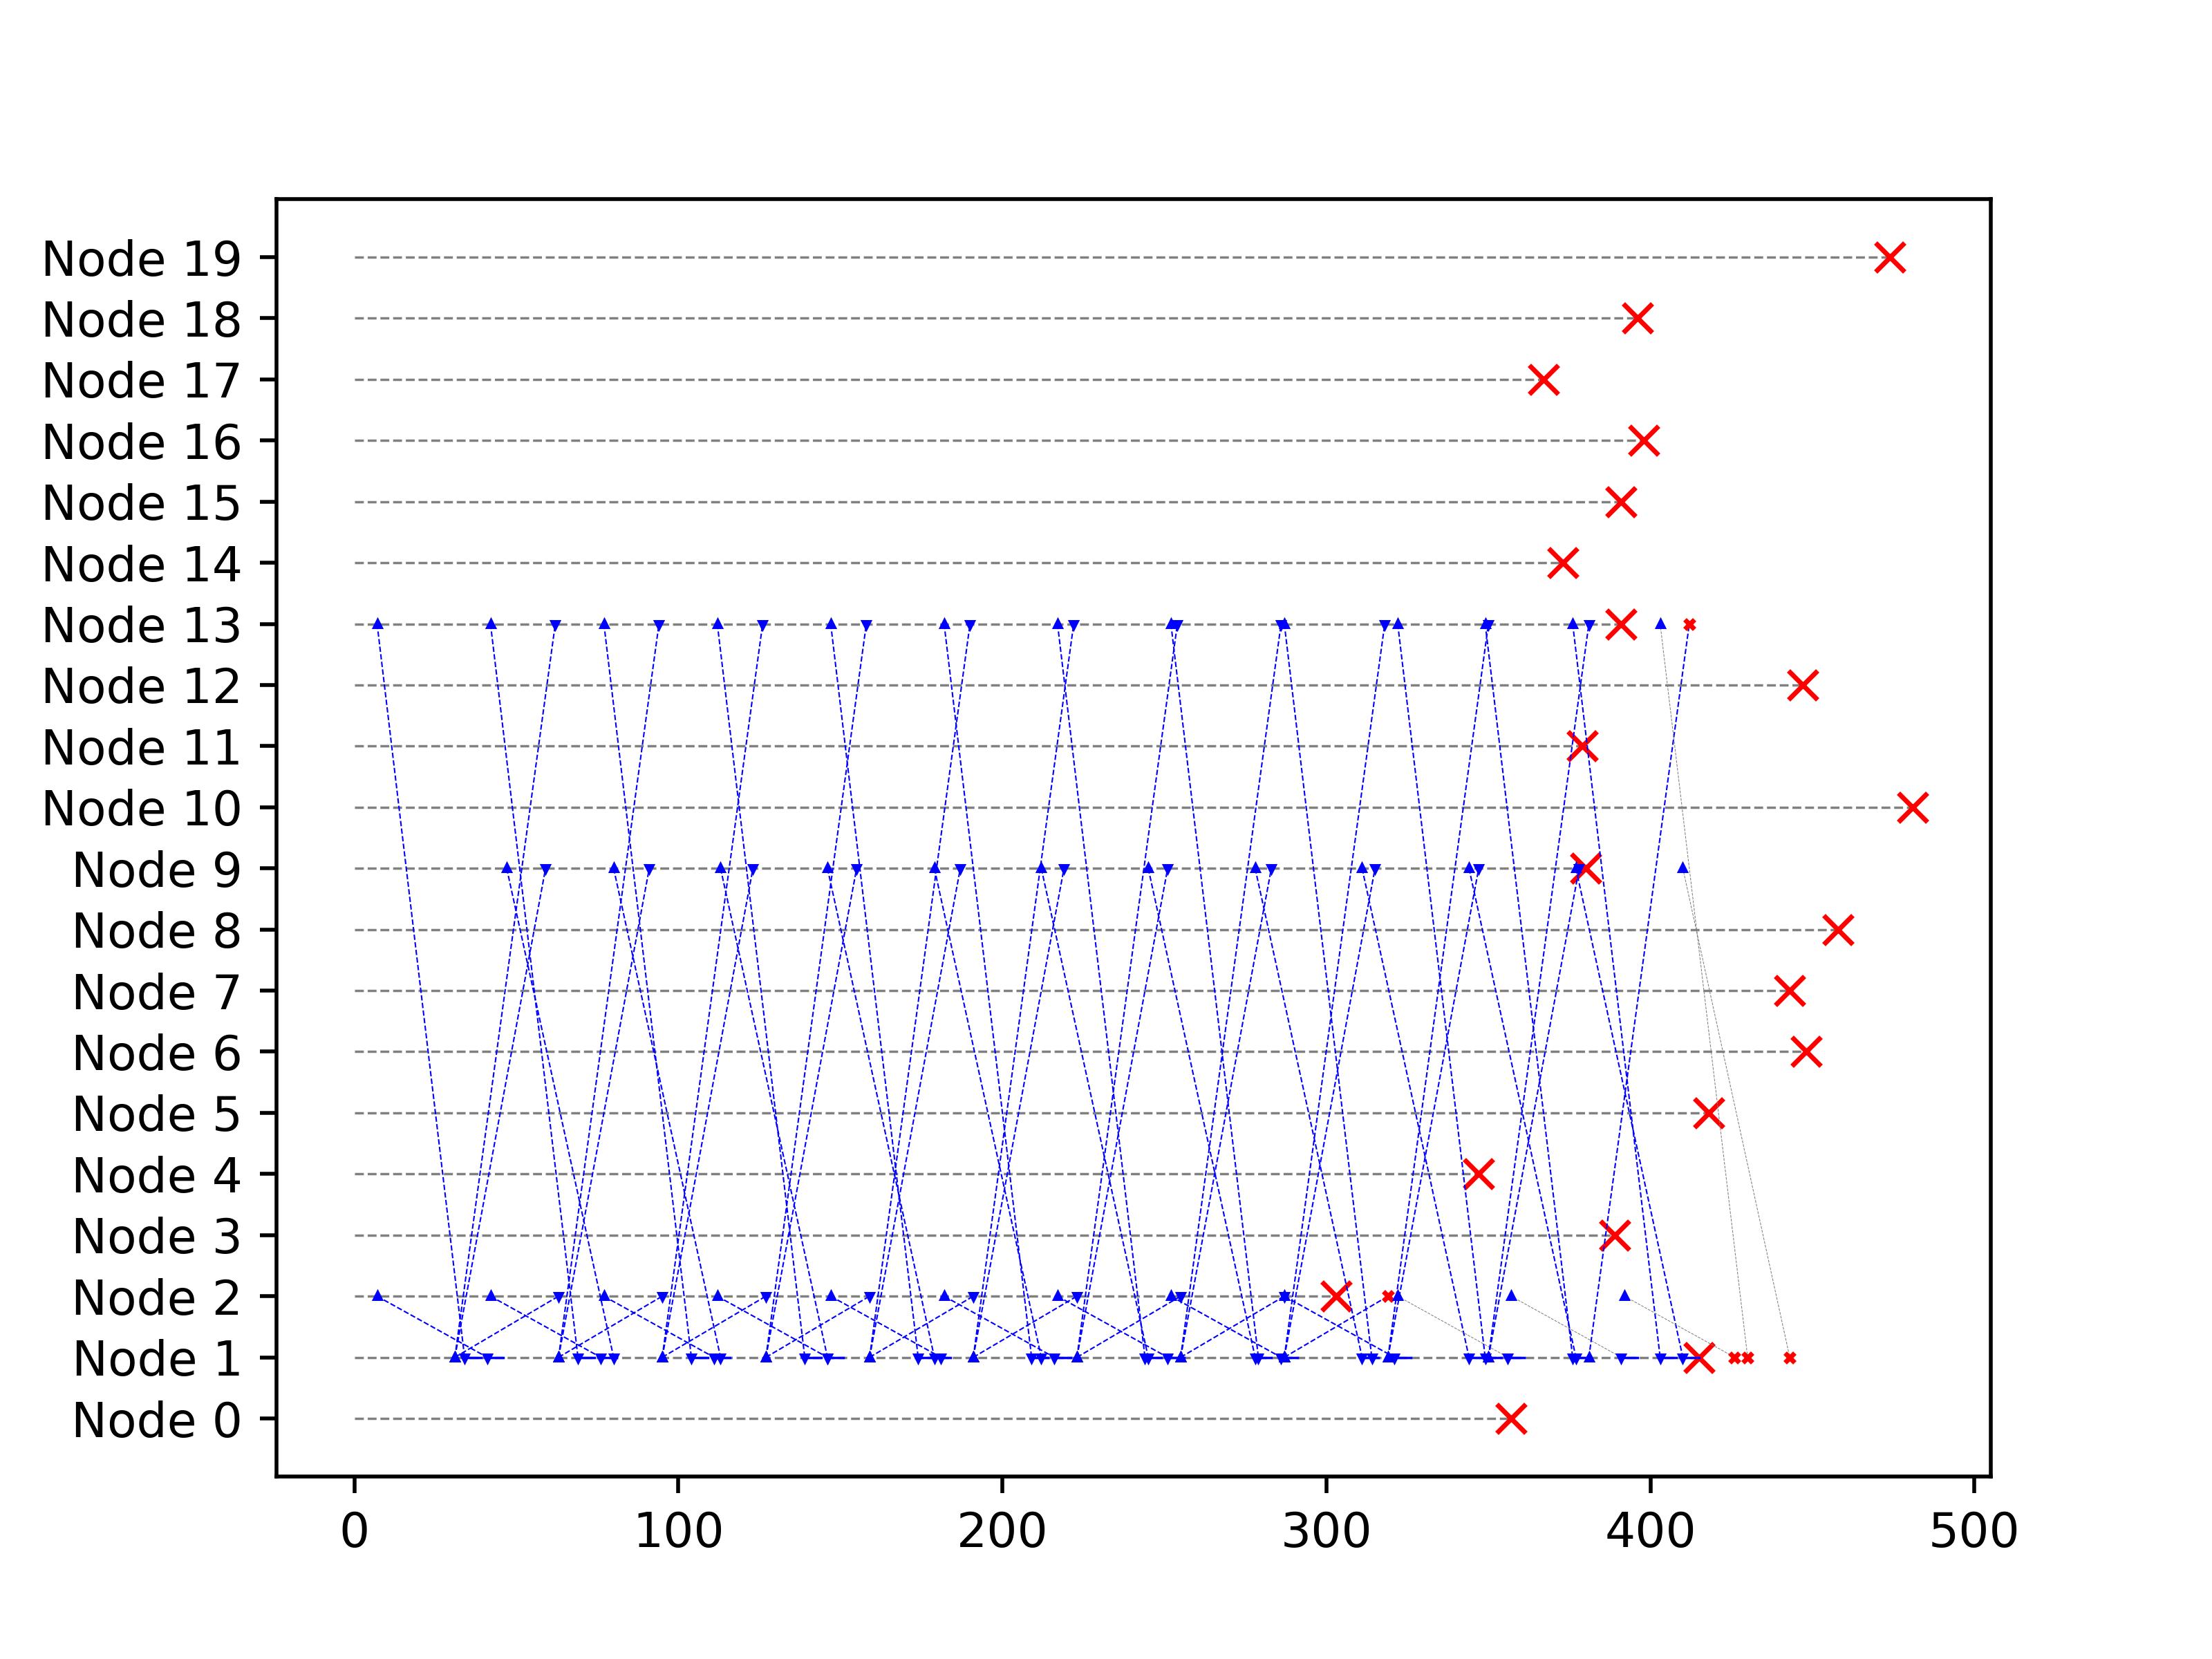 Node 19
Node 18
Node 17
Node 16
Node 15
Node 14
Node 13
Node 12
Node 11
Node 10
Node 9
Node 8
Node 7
Node 6
Node 5
Node 4
Node 3
Node 2
Node 1
Node 0
0 100 200 300 400 500